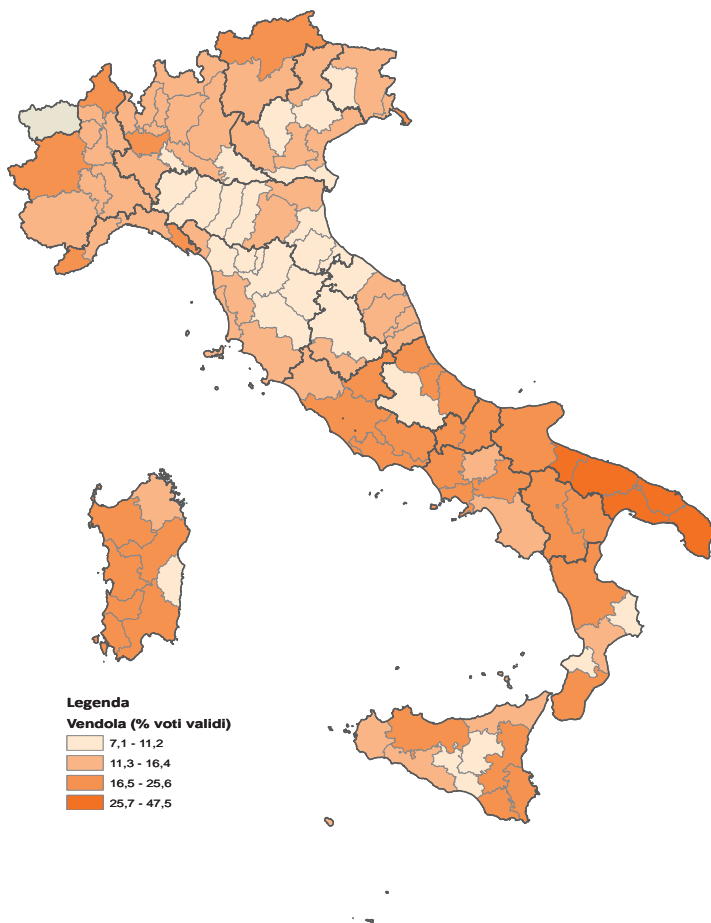 Legenda
Vendola (% voti validi)
7,1 - 11,2
11,3 - 16,4
16,5 - 25,6
25,7 - 47,5